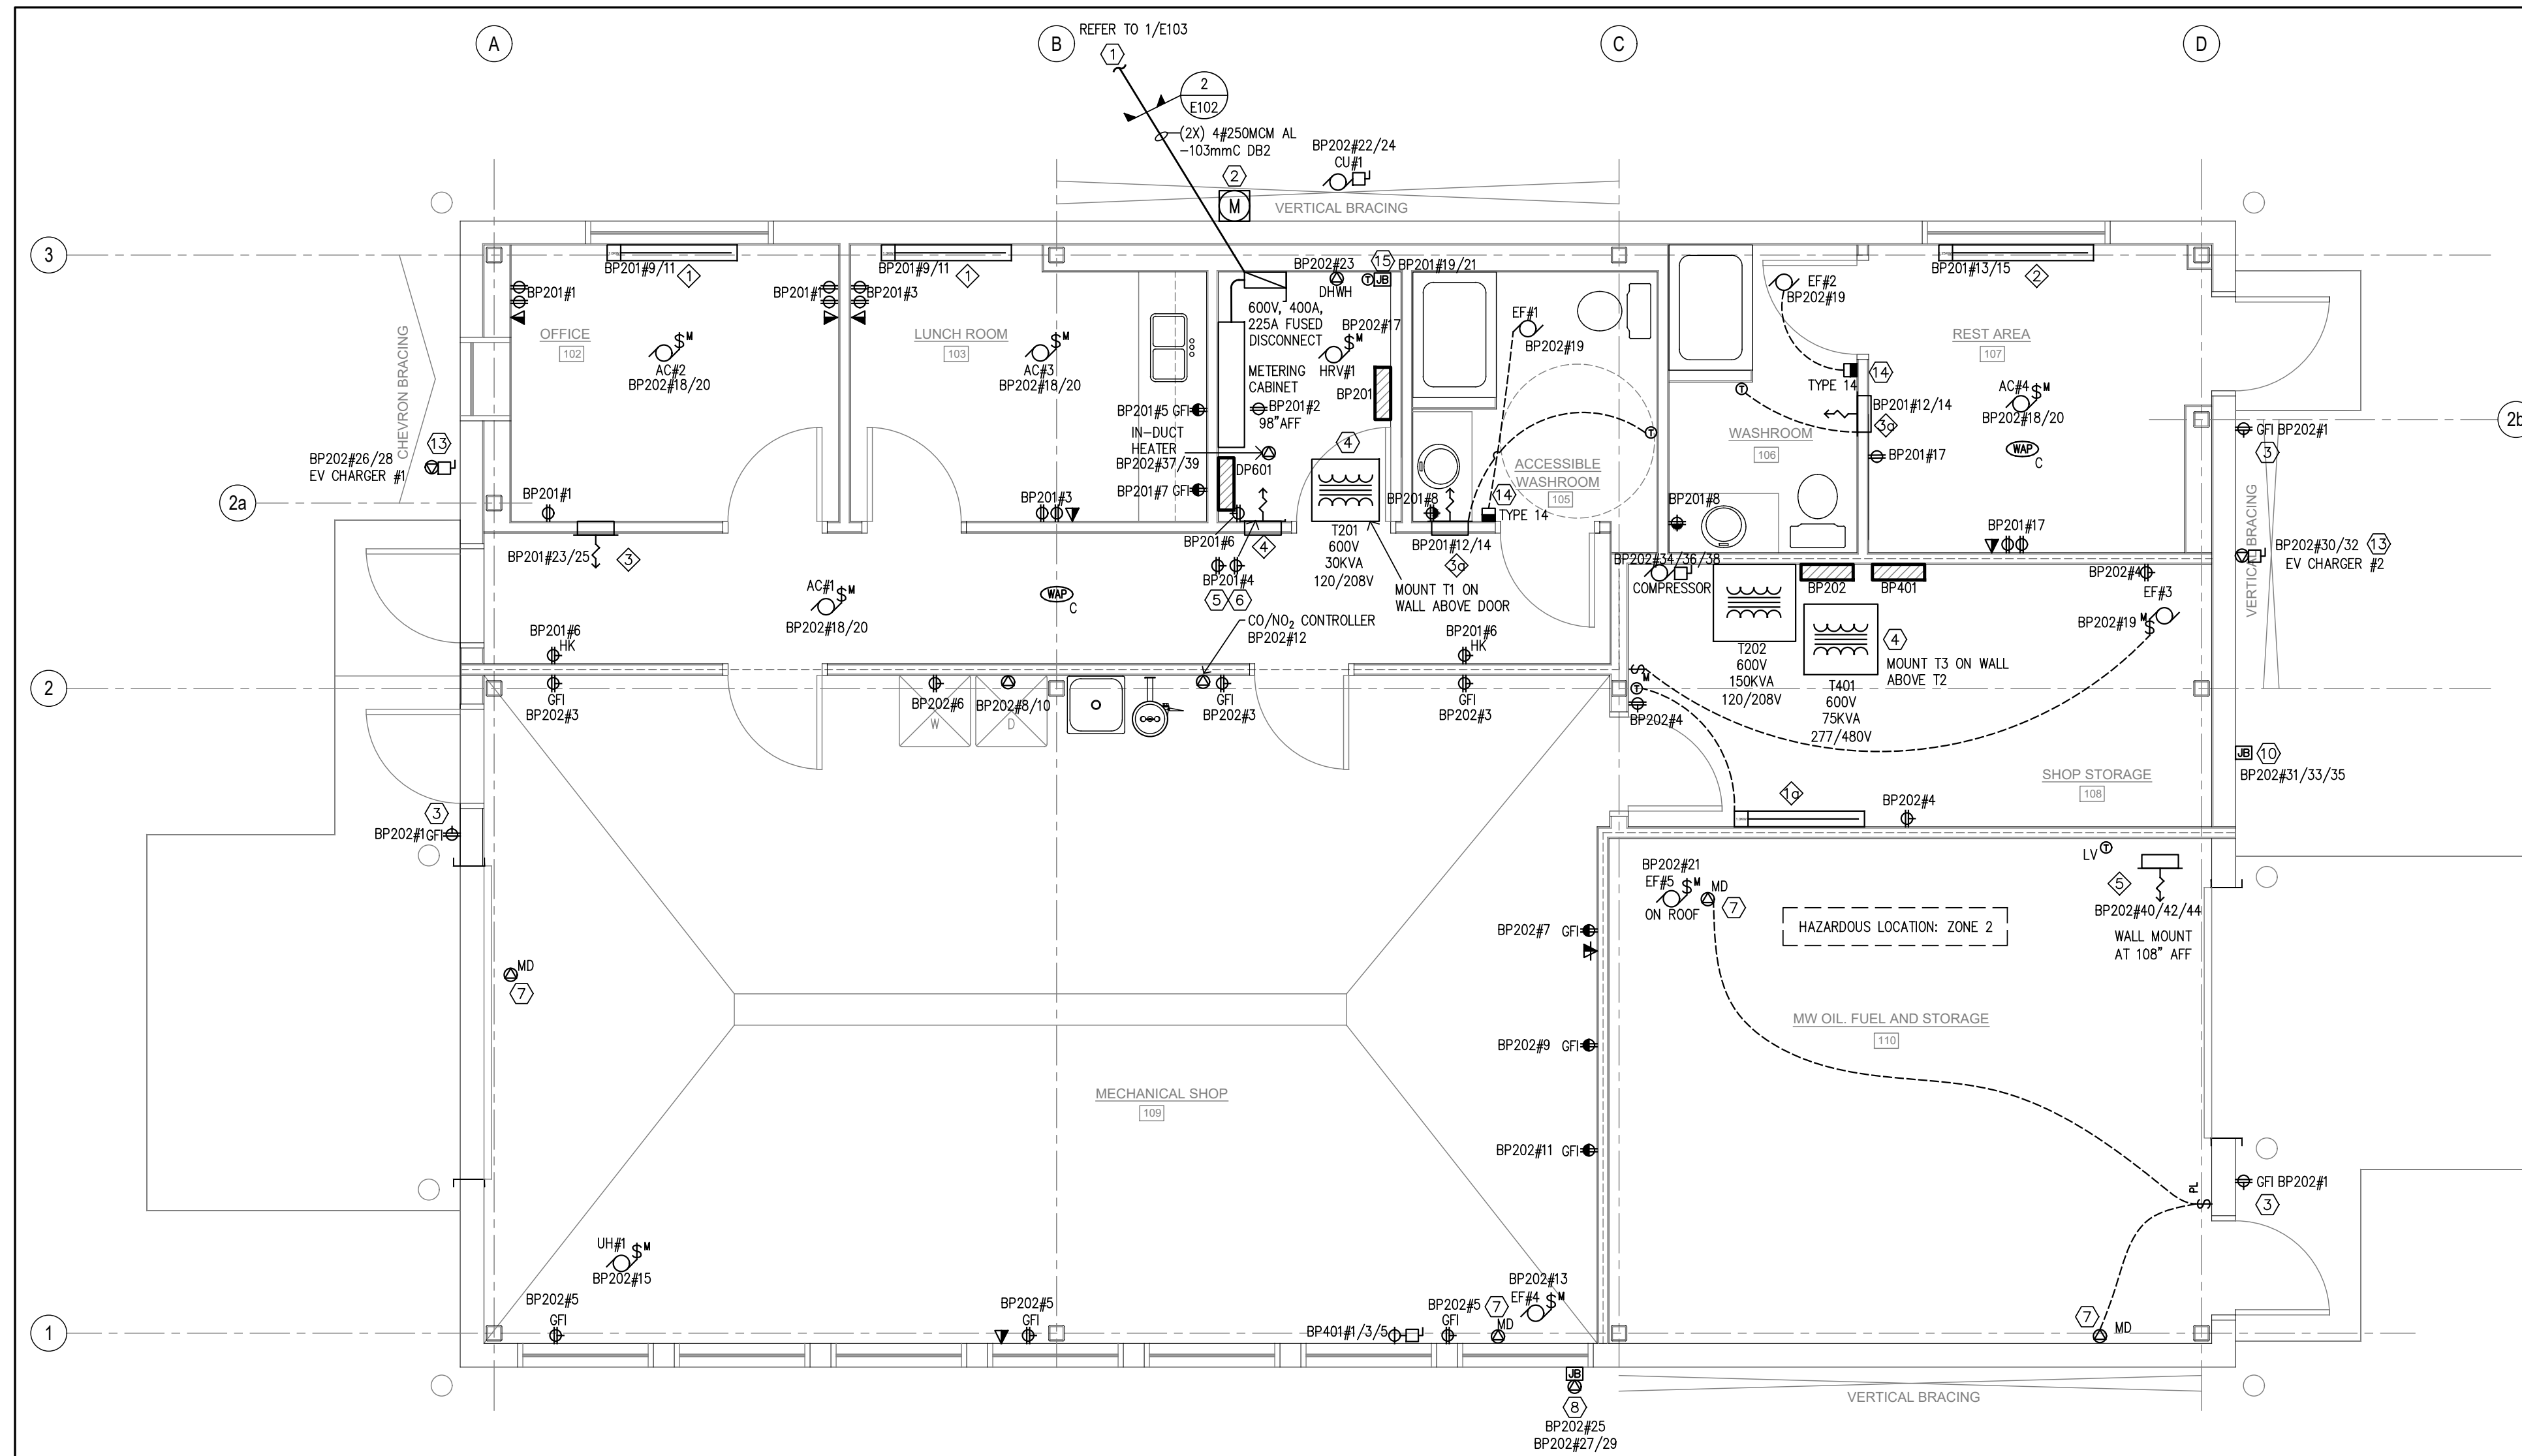 A
B
C
D
REFER TO 1/E103
1
2
E102
(2X) 4#250MCM AL
-103mmC DB2
BP202#22/24
CU#1
2
M
VERTICAL BRACING
3
BP201#9/11
1
BP201#9/11
1
BP202#23
DHWH
T
JB
15
BP201#19/21
BP201#13/15
2
BP201#1
BP201#1
BP201#3
CHEVRON BRACING
OFFICE
102
$M
AC#2
BP202#18/20
LUNCH ROOM
103
$M
AC#3
BP202#18/20
600V, 400A,
225A FUSED
DISCONNECT
BP202#17
$M
HRV#1
METERING
CABINET
BP201
BP201#2
98"AFF
BP201#5 GFI
IN-DUCT
HEATER
BP202#37/39
BP201#7 GFI
DP601
4
EF#1
BP202#19
EF#2
BP202#19
REST AREA
107
TYPE 14
14
AC#4
$M
BP202#18/20
BP201#12/14
3a
T
WASHROOM
106
BP201#17
WAP
C
GFI BP202#1
3
2b
13
BP202#26/28
EV CHARGER #1
2a
ACCESSIBLE
WASHROOM
105
T
BP201#8
14
TYPE 14
BP201#8
BP201#17
BP201#1
BP201#3
BP201#23/25
3
BP201#6
4
BP201#4
5
6
T201
600V
30KVA
120/208V
BP201#12/14
3a
MOUNT T1 ON
WALL ABOVE DOOR
AC#1
$M
BP202#18/20
WAP
C
CO/NO₂ CONTROLLER
BP202#12
BP202#34/36/38
COMPRESSOR
BP202
BP401
BP202#4
EF#3
BP202#19
M
$
VERTICAL BRACING
BP202#30/32
13
EV CHARGER #2
BP201#6
HK
BP201#6
HK
T202
600V
150KVA
120/208V
4
MOUNT T3 ON WALL
ABOVE T2
T401
600V
75KVA
277/480V
2
GFI
BP202#3
BP202#6
W
BP202#8/10
D
GFI
BP202#3
GFI
BP202#3
$
M
T
BP202#4
SHOP STORAGE
108
JB
10
BP202#31/33/35
1a
BP202#4
3
BP202#1
GFI
LV
T
5
BP202#40/42/44
WALL MOUNT
AT 108" AFF
BP202#21
EF#5
$M
ON ROOF
MD
7
HAZARDOUS LOCATION: ZONE 2
BP202#7 GFI
MD
7
MW OIL. FUEL AND STORAGE
110
BP202#9 GFI
MECHANICAL SHOP
109
BP202#11 GFI
PL
$
GFI BP202#1
3
UH#1
$M
BP202#15
BP202#5
GFI
BP202#5
GFI
BP401#1/3/5
BP202#5
GFI
7
MD
BP202#13
EF#4
$M
7
MD
1
JB
8
BP202#25
BP202#27/29
VERTICAL BRACING